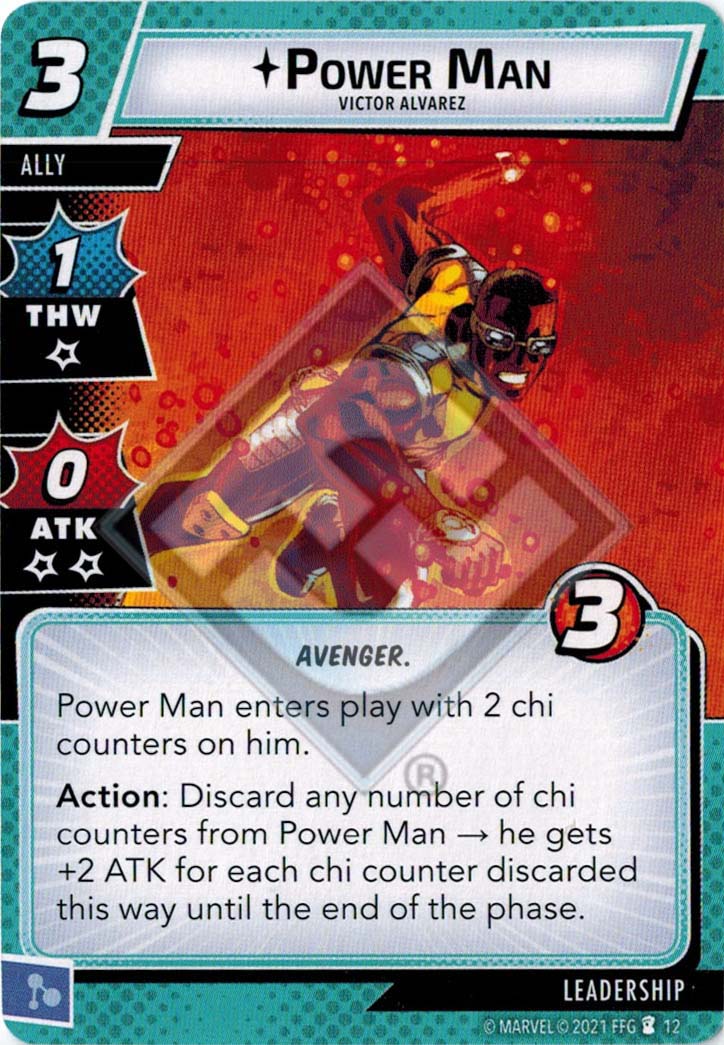 3
POWER MAN
VICTOR ALVAREZ
ALLY
1
THW
0
ATK
3
AVENGER.
Power Man enters play with 2 chi
counters on him.
Action: Discard any number of chi
counters from Power Man → he gets
+2 ATK for each chi counter discarded
this way until the end of the phase.
®
LEADERSHIP
© MARVEL © 2021 FFG 12